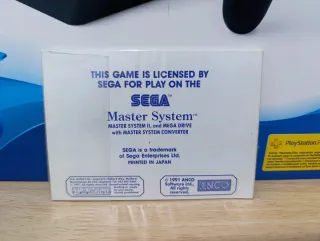 THIS GAME IS LICENSED BY
SEGA FOR PLAY ON THE
SEGA™
Master System™
MASTER SYSTEM II, and MEGA DRIVE
with MASTER SYSTEM CONVERTER
SEGA is a trademark
of Sega Enterprises Ltd.
PRINTED IN JAPAN
© 1991 ANCO
Software Inc.,
All Rights Reserved.
ANCO
PlayStation